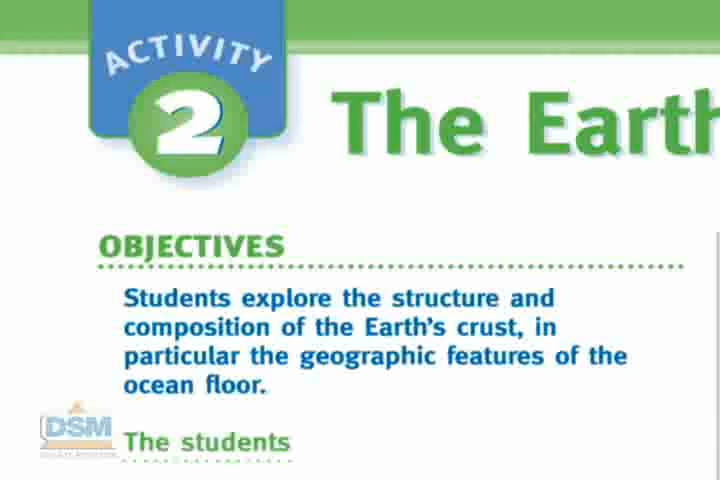 ACTIVITY
2
The Earth
OBJECTIVES
Students explore the structure and
composition of the Earth's crust, in
particular the geographic features of the
ocean floor.
DSM
The students